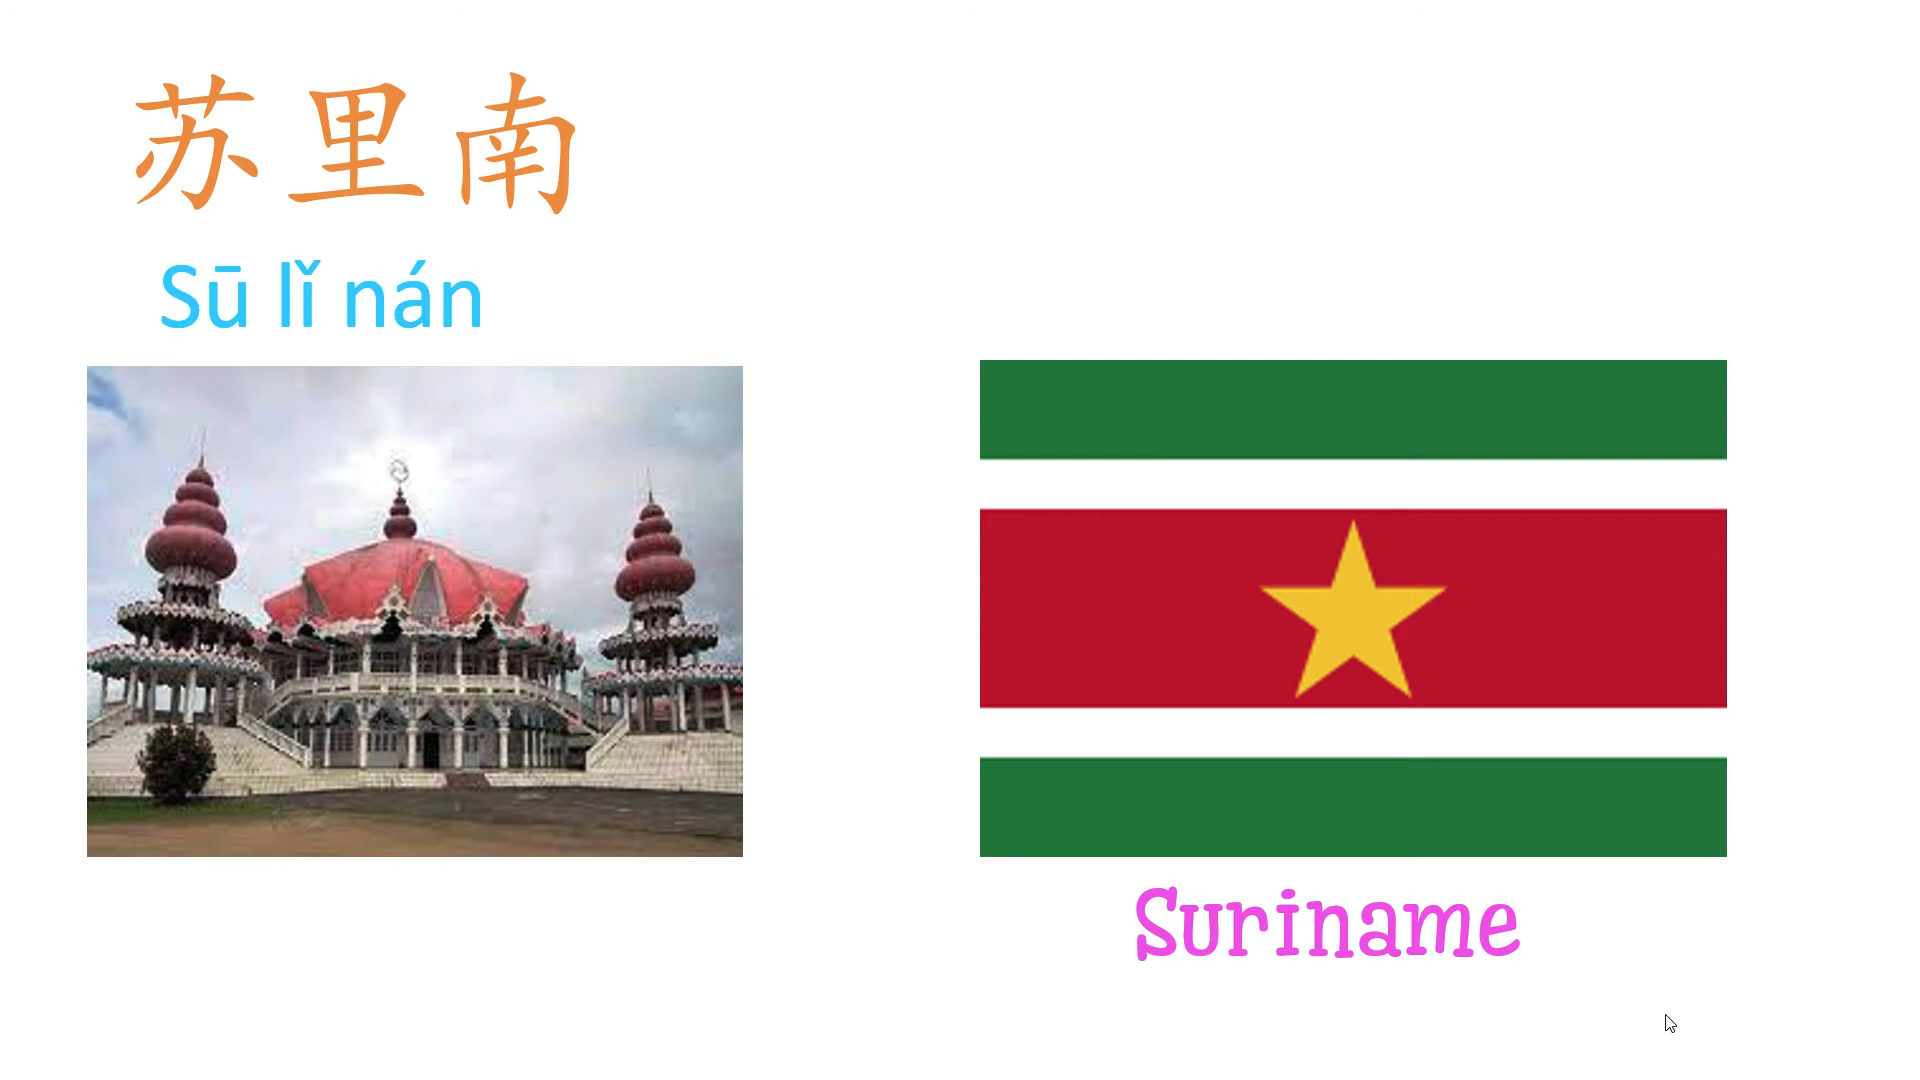 苏里南
Sū lǐ nán
Suriname